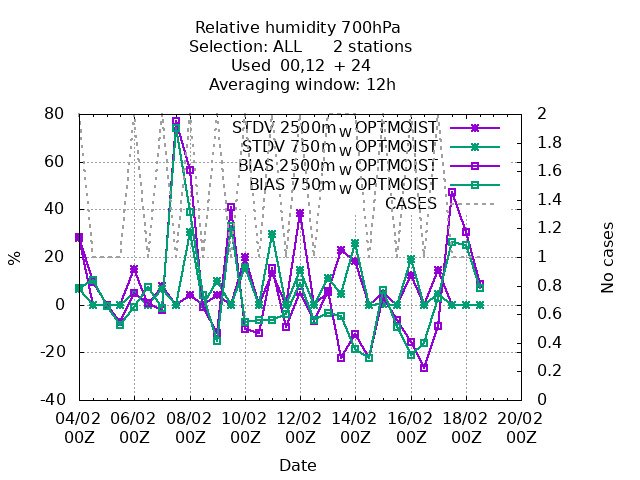 Relative humidity 700hPa
Selection: ALL 2 stations
Used 00,12 + 24
Averaging window: 12h
80
60
40
20
0
-20
-40
%
STDV 2500m_W OPTMOIST
STDV 750m_W OPTMOIST
BIAS 2500m_W OPTMOIST
BIAS 750m_W OPTMOIST
CASES
2
1.8
1.6
1.4
1.2
1
0.8
0.6
0.4
0.2
0
No cases
04/02 06/02 08/02 10/02 12/02 14/02 16/02 18/02 20/02
00Z 00Z 00Z 00Z 00Z 00Z 00Z 00Z 00Z
Date